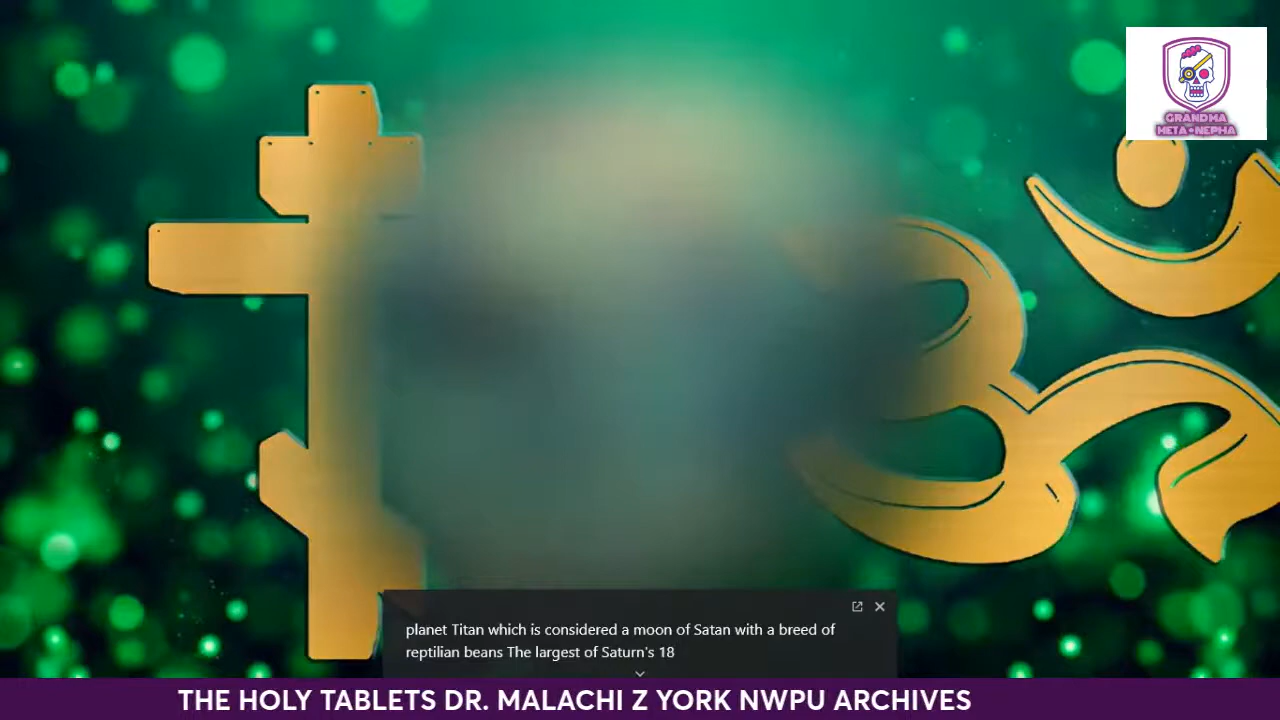 GRANDMA
META•NEPHA
planet Titan which is considered a moon of Satan with a breed of
reptilian beans The largest of Saturn's 18
THE HOLY TABLETS DR. MALACHI Z YORK NWPU ARCHIVES